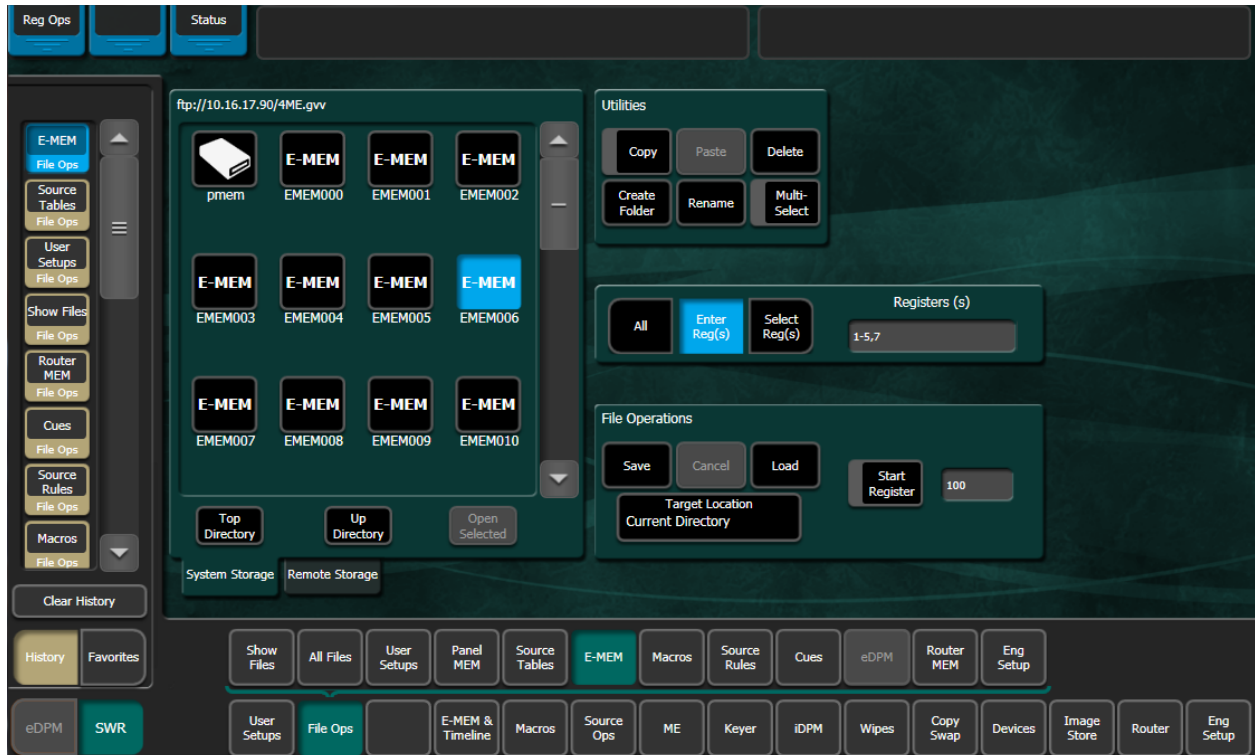 Reg Ops
Status
E-MEM
File Ops
Source
Tables
File Ops
User
Setups
File Ops
Show Files
File Ops
Router
MEM
File Ops
Cues
File Ops
Source
Rules
File Ops
Macros
File Ops
Clear History
History
Favorites
eDPM
SWR
ftp://10.16.17.90/4ME.gvv
E-MEM
E-MEM
E-MEM
pmem
EMEM000
EMEM001
EMEM002
E-MEM
E-MEM
E-MEM
E-MEM
EMEM003
EMEM004
EMEM005
EMEM006
E-MEM
E-MEM
E-MEM
E-MEM
EMEM007
EMEM008
EMEM009
EMEM010
Top
Directory
Up
Directory
Open
Selected
System Storage
Remote Storage
Utilities
Copy
Paste
Delete
Create
Folder
Rename
Multi-
Select
All
Enter
Reg(s)
Select
Reg(s)
Registers (s)
1-5,7
File Operations
Save
Cancel
Load
Target Location
Current Directory
Start
Register
100
Show
Files
All Files
User
Setups
Panel
MEM
Source
Tables
E-MEM
Macros
Source
Rules
Cues
eDPM
Router
MEM
Eng
Setup
User
Setups
File Ops
E-MEM &
Timeline
Macros
Source
Ops
ME
Keyer
iDPM
Wipes
Copy
Swap
Devices
Image
Store
Router
Eng
Setup